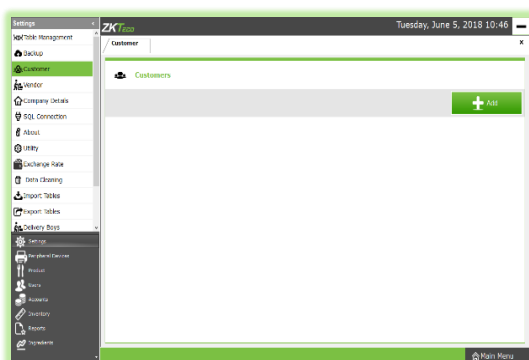 Settings
Table Management
Backup
Customer
Vendor
Company Details
SQL Connection
About
Utility
Exchange Rate
Data Cleaning
Import Tables
Export Tables
Delivery Boys
Settings
Peripheral Devices
Product
Users
Accounts
Inventory
Reports
Ingredients
ZKTeco
Tuesday, June 5, 2018 10:46
Customer
x
Customers
Add
Main Menu